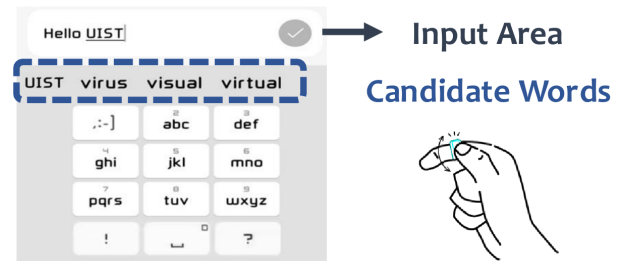 Hello UIST
Input Area
UIST virus visual virtual
Candidate Words
,:-]
2
abc
3
def
4
ghi
5
jkl
6
mno
7
pqrs
8
tuv
9
wxyz
!
?